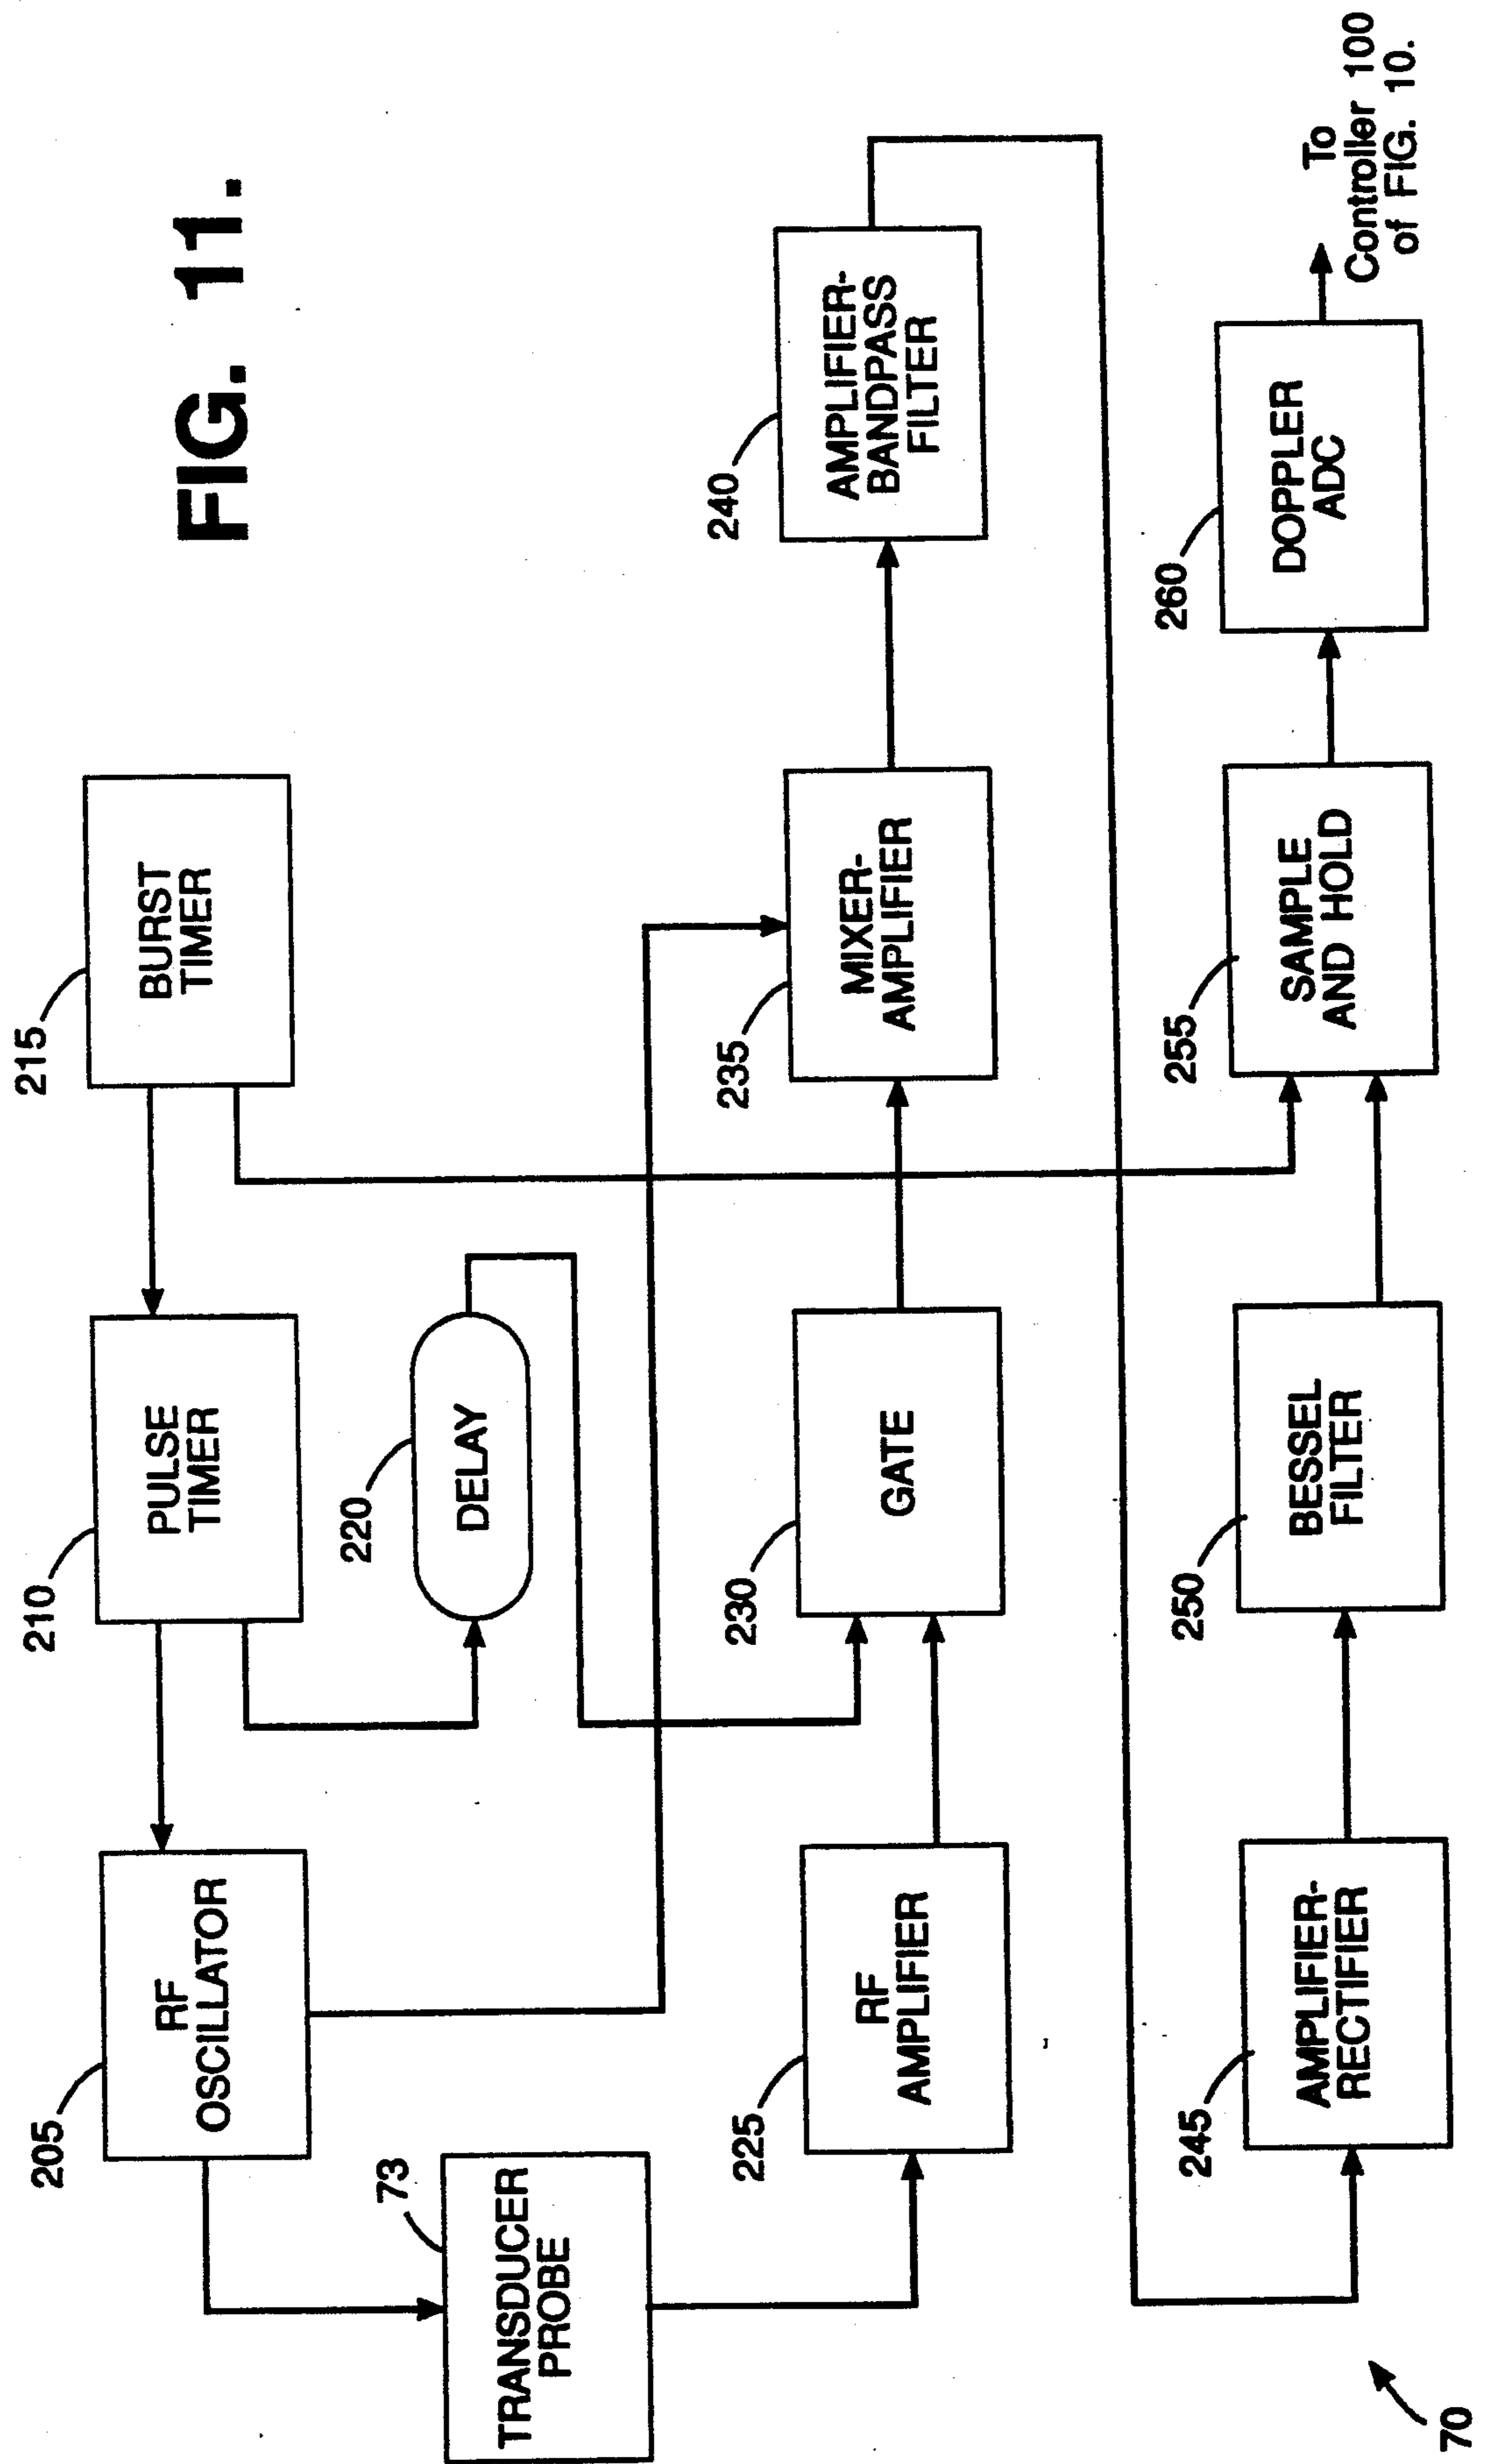 FIG. 11.
215
BURST
TIMER
210
PULSE
TIMER
205
RF
OSCILLATOR
220
DELAY
73
TRANSDUCER
PROBE
225
RF
AMPLIFIER
230
GATE
235
MIXER-
AMPLIFIER
240
AMPLIFIER-
BANDPASS
FILTER
245
AMPLIFIER-
RECTIFIER
250
BESSEL
FILTER
255
SAMPLE
AND HOLD
260
DOPPLER
ADC
To
Controller 100
of FIG. 10.
70